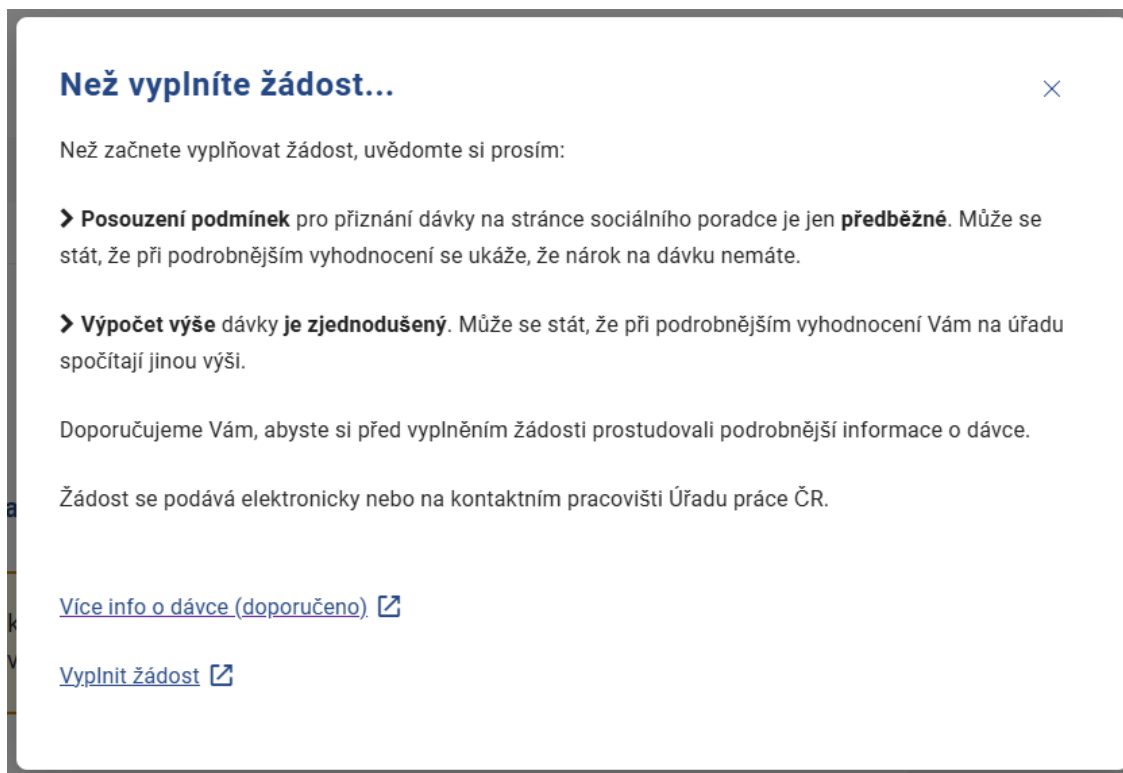 Než vyplníte žádost...
Než začnete vyplňovat žádost, uvědomte si prosím:
Posouzení podmínek pro přiznání dávky na stránce sociálního poradce je jen předběžné. Může se
stát, že při podrobnějším vyhodnocení se ukáže, že nárok na dávku nemáte.
Výpočet výše dávky je zjednodušený. Může se stát, že při podrobnějším vyhodnocení Vám na úřadu
spočítají jinou výši.
Doporučujeme Vám, abyste si před vyplněním žádosti prostudovali podrobnější informace o dávce.
Žádost se podává elektronicky nebo na kontaktním pracovišti Úřadu práce ČR.
Více info o dávce (doporučeno)
Vyplnit žádost